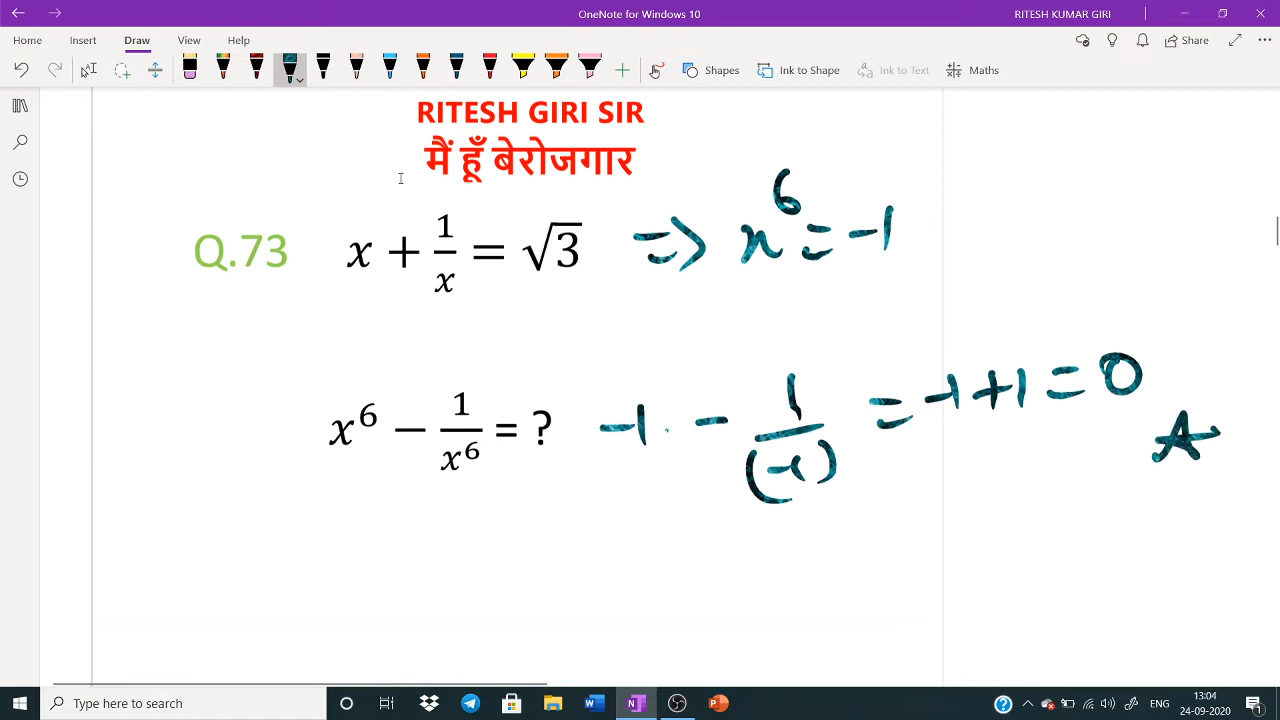 OneNote for Windows 10
RITESH KUMAR GIRI
Home Insert Draw View Help
Share
Shapes Ink to Shape Ink to Text Maths
RITESH GIRI SIR
मैं हूँ बेरोजगार
Q.73 x + 1/x = √3 ⇒ x⁶ = -1
x⁶ − 1/x⁶ = ? -1 - 1/(-1) = -1+1 = 0
A
Type here to search
ENG
13:04
24-09-2020